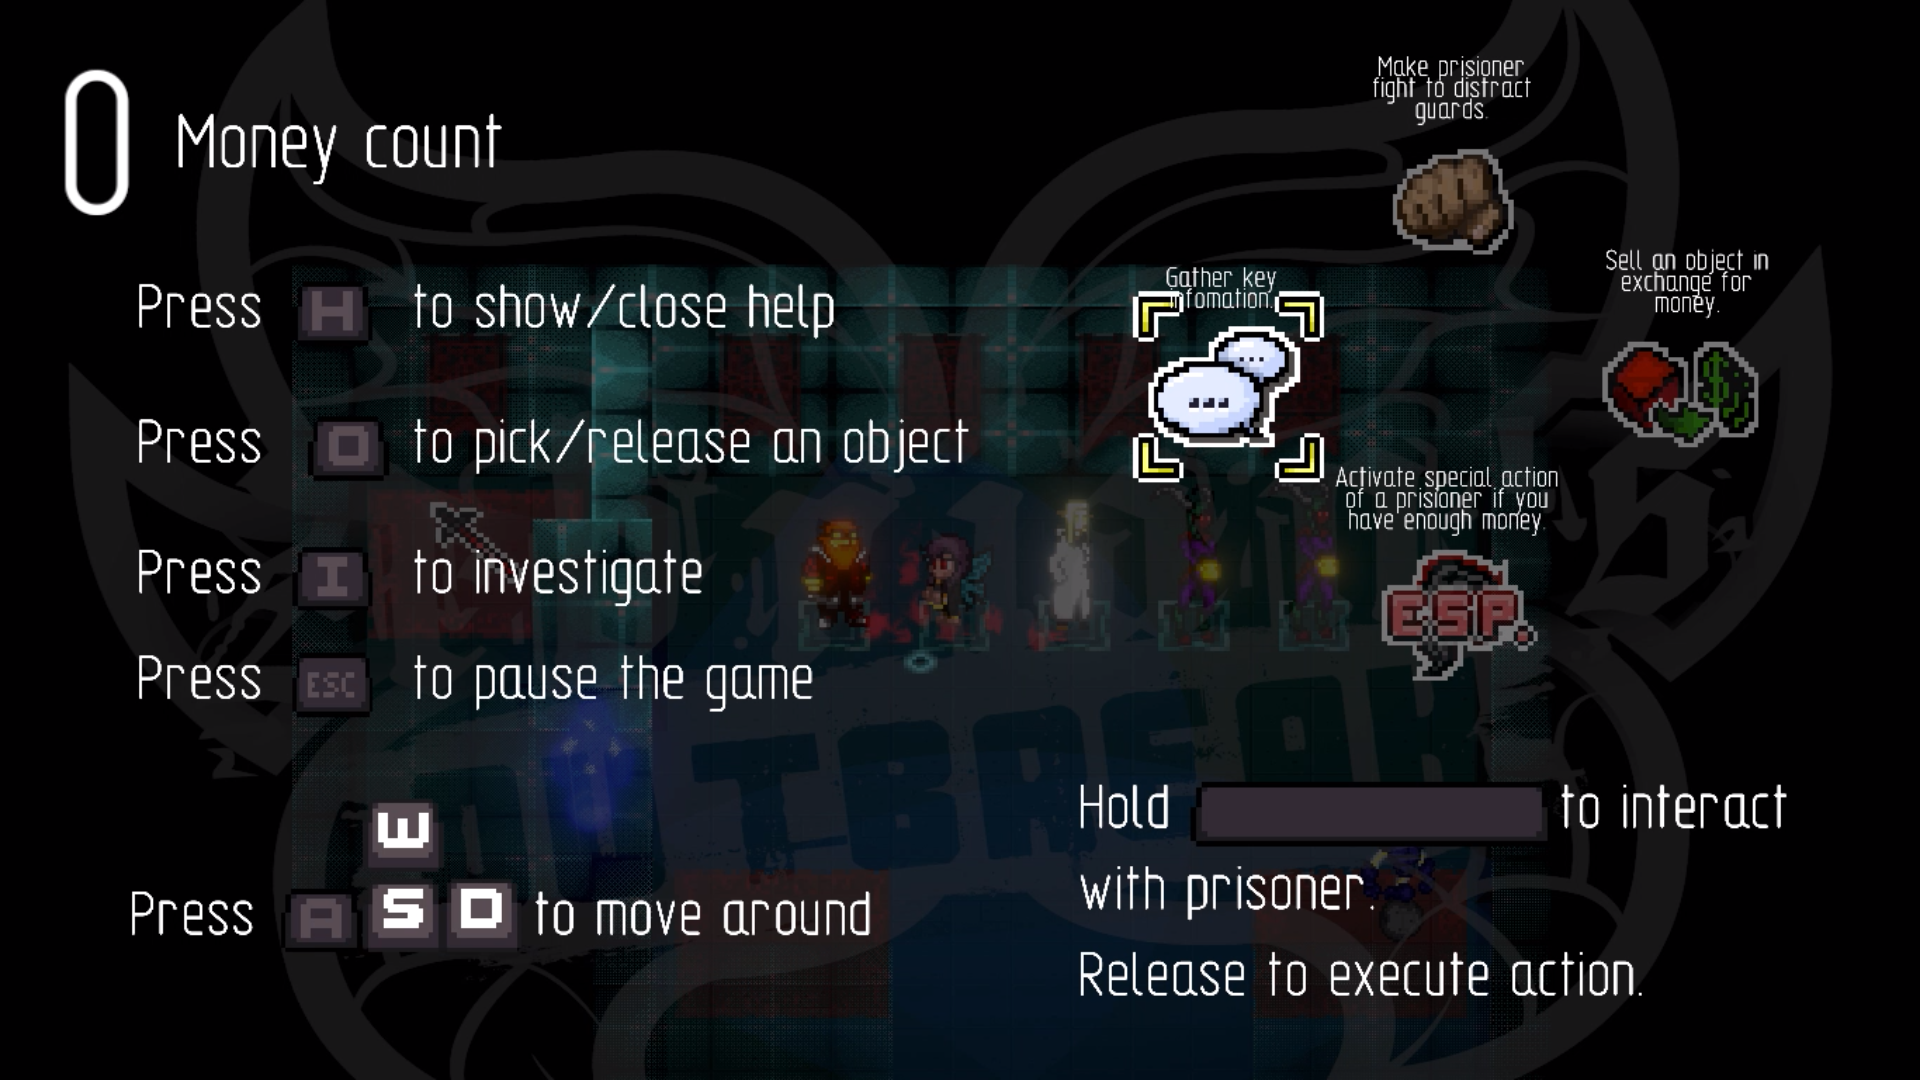 0 Money count
Press H to show/close help
Press O to pick/release an object
Press I to investigate
Press ESC to pause the game
W
Press A S D to move around
Make prisioner
fight to distract
guards.
Gather key
infomation.
Sell an object in
exchange for
money.
Activate special action
of a prisioner if you
have enough money.
ESP.
Hold to interact
with prisoner.
Release to execute action.